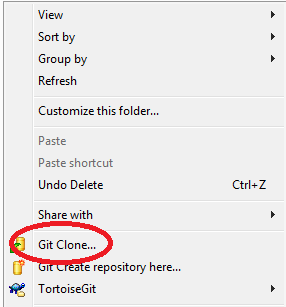 View
Sort by
Group by
Refresh
Customize this folder...
Paste
Paste shortcut
Undo Delete Ctrl+Z
Share with
Git Clone...
Git Create repository here...
TortoiseGit